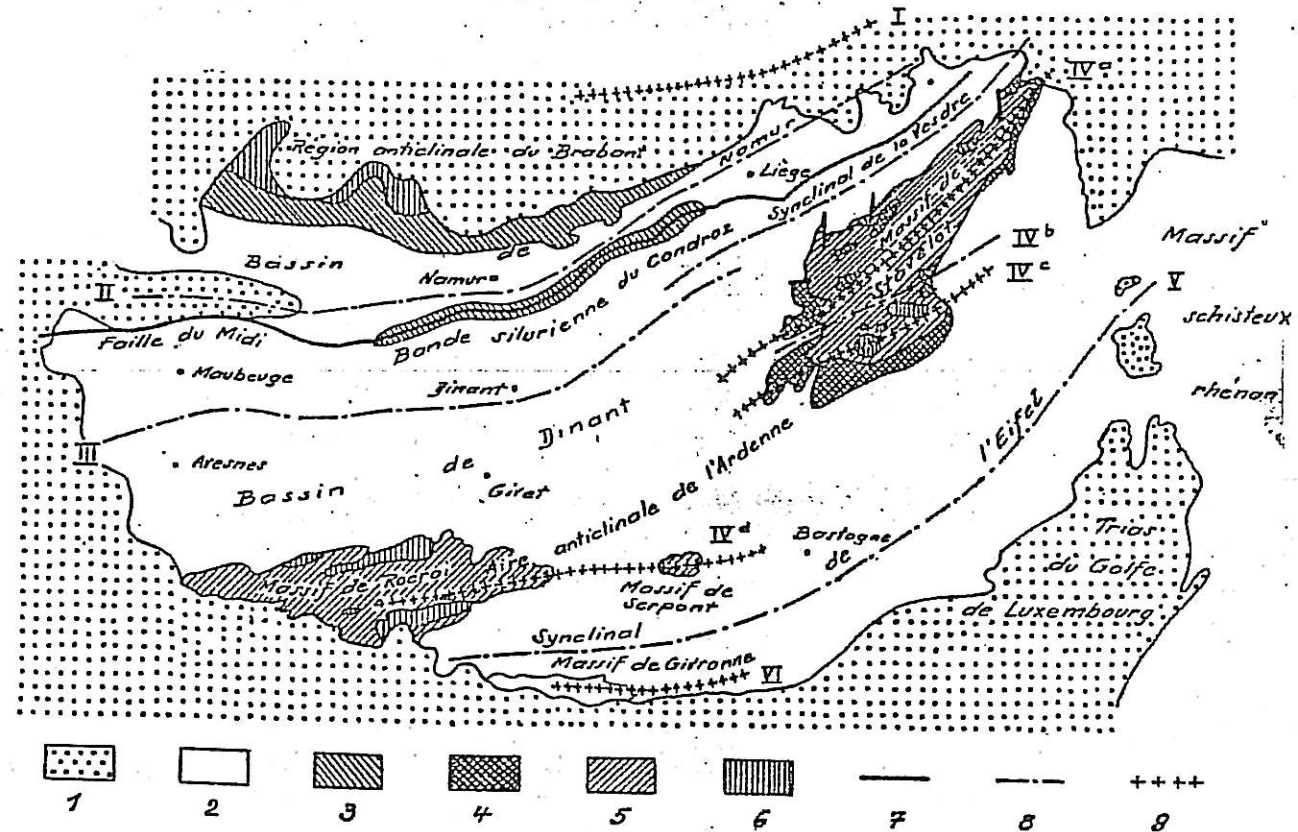 I
IVª
Région anticlinale du Brabant
Namur
Liège
Synclinal de la Vesdre
Massif de
Stavelot
IVᵇ
IVᶜ
Massif
V
schisteux
rhénan
Bassin
de
Namur
II
Bande silurienne du Condroz
Faille du Midi
Maubeuge
Dinant
Dinant
III
Avesnes
de
Givet
Bassin
Aire anticlinale de l'Ardenne
l'Eifel
IVᵈ
Bastogne
de
Massif de Rocroi
Massif de
Serpont
Trias
du Golfe
de Luxembourg
Synclinal
Massif de Givonne
VI
1 2 3 4 5 6 7 8 9